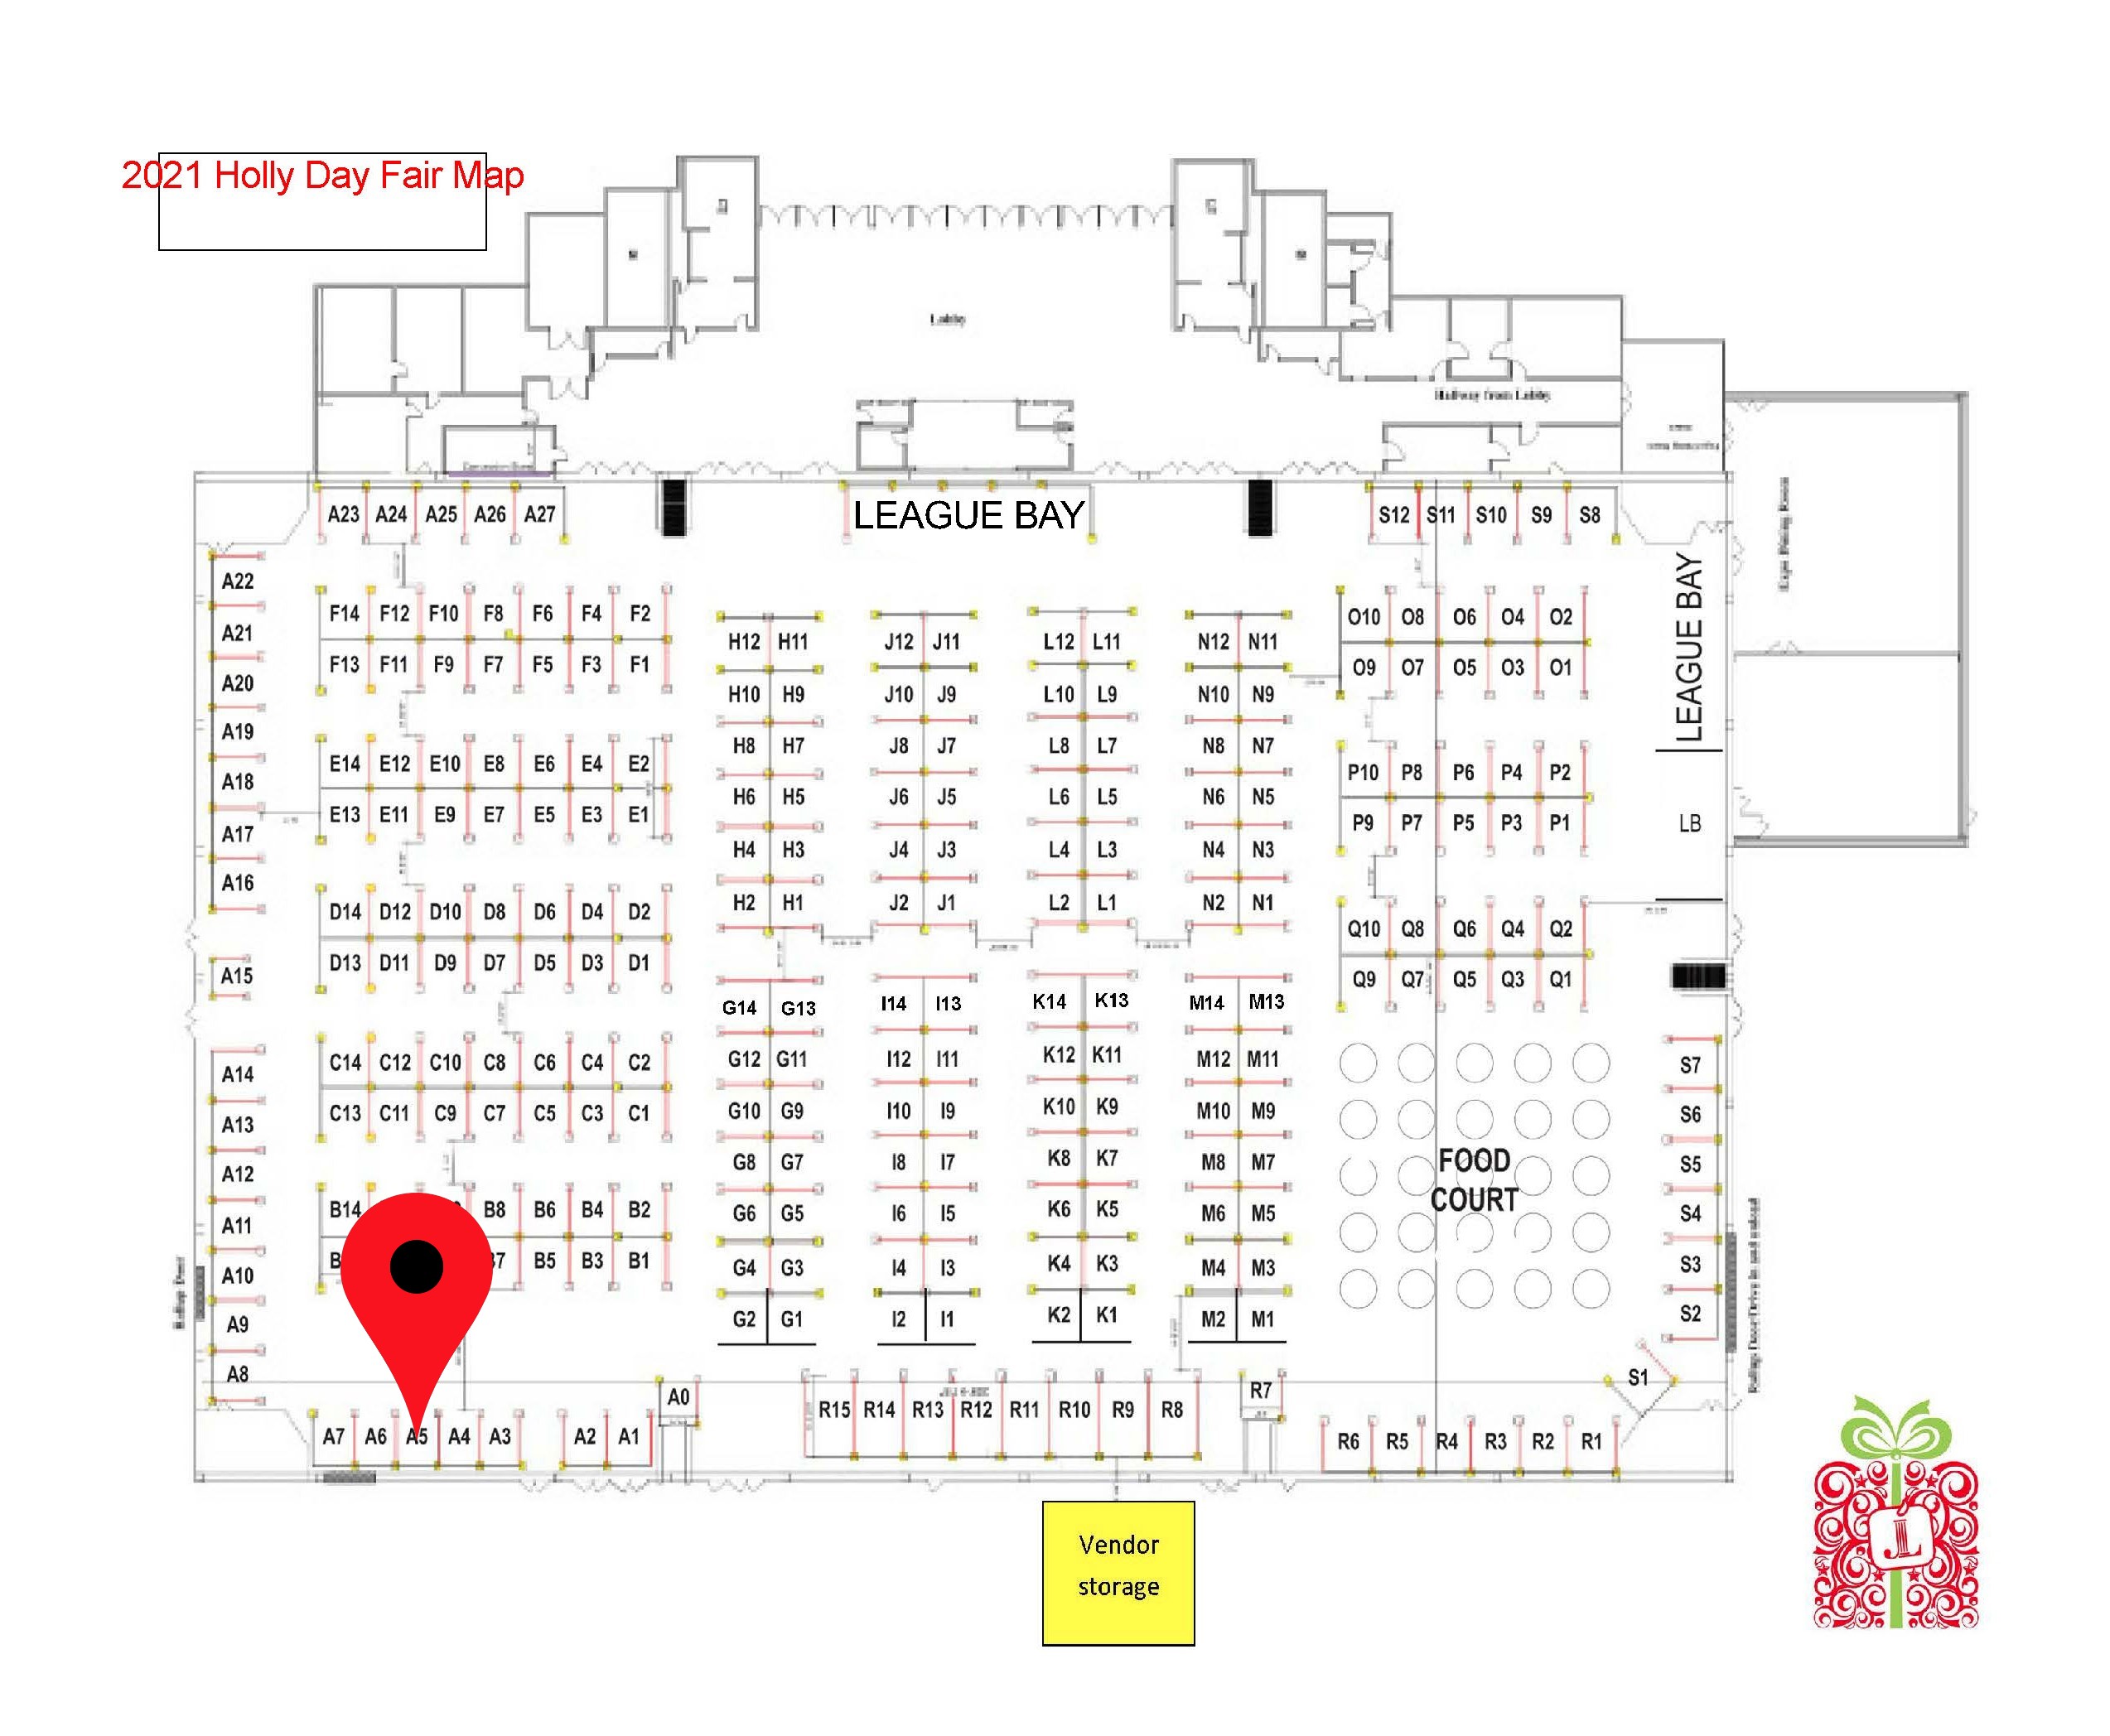 2021 Holly Day Fair Map
Lobby
Hallway from Lobby
LEAGUE BAY
A23 A24 A25 A26 A27
S12 S11 S10 S9 S8
A22
A21
A20
A19
A18
A17
A16
A15
A14
A13
A12
A11
A10
A9
A8
F14 F12 F10 F8 F6 F4 F2
F13 F11 F9 F7 F5 F3 F1
E14 E12 E10 E8 E6 E4 E2
E13 E11 E9 E7 E5 E3 E1
D14 D12 D10 D8 D6 D4 D2
D13 D11 D9 D7 D5 D3 D1
C14 C12 C10 C8 C6 C4 C2
C13 C11 C9 C7 C5 C3 C1
B14 B8 B6 B4 B2
B5 B3 B1
H12 H11 J12 J11 L12 L11 N12 N11
H10 H9 J10 J9 L10 L9 N10 N9
H8 H7 J8 J7 L8 L7 N8 N7
H6 H5 J6 J5 L6 L5 N6 N5
H4 H3 J4 J3 L4 L3 N4 N3
H2 H1 J2 J1 L2 L1 N2 N1
G14 G13 I14 I13 K14 K13 M14 M13
G12 G11 I12 I11 K12 K11 M12 M11
G10 G9 I10 I9 K10 K9 M10 M9
G8 G7 I8 I7 K8 K7 M8 M7
G6 G5 I6 I5 K6 K5 M6 M5
G4 G3 I4 I3 K4 K3 M4 M3
G2 G1 I2 I1 K2 K1 M2 M1
O10 O8 O6 O4 O2
O9 O7 O5 O3 O1
P10 P8 P6 P4 P2
P9 P7 P5 P3 P1
Q10 Q8 Q6 Q4 Q2
Q9 Q7 Q5 Q3 Q1
LEAGUE BAY
LB
FOOD
COURT
S7
S6
S5
S4
S3
S2
S1
A7 A6 A5 A4 A3 A2 A1
A0
R15 R14 R13 R12 R11 R10 R9 R8
R7
R6 R5 R4 R3 R2 R1
Vendor
storage
JL